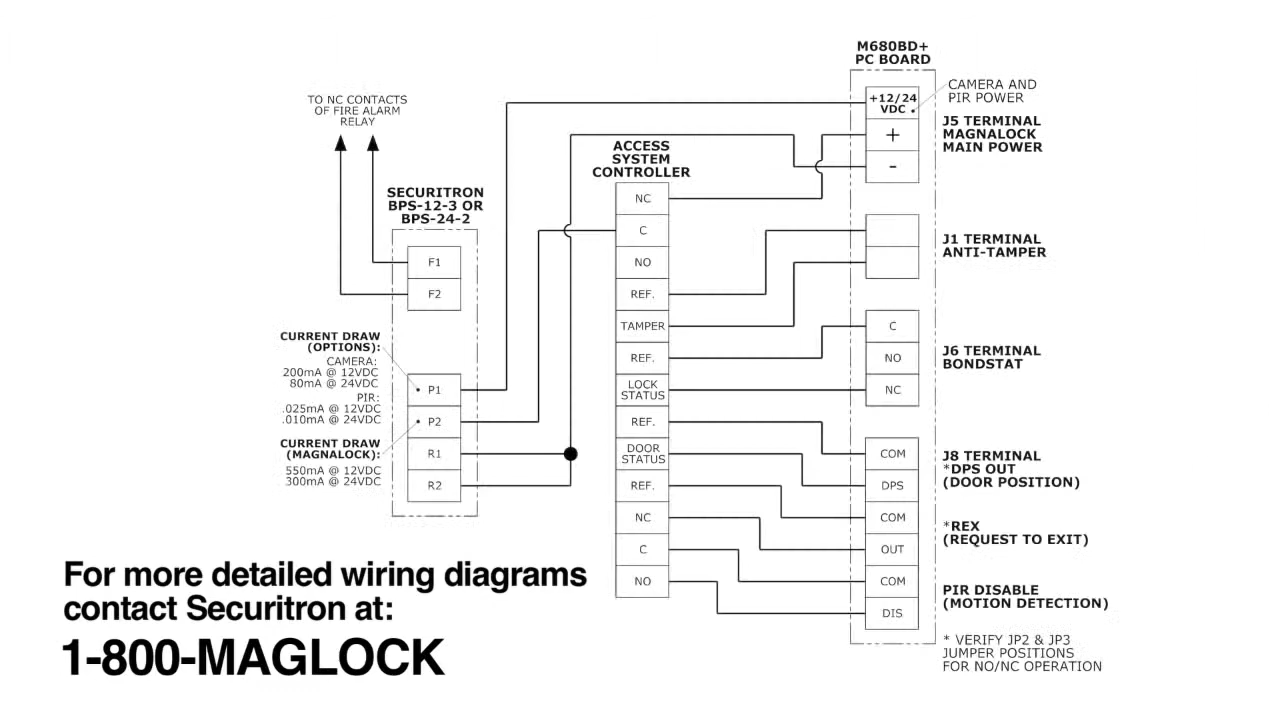 M680BD+
PC BOARD
CAMERA AND
PIR POWER
+12/24
VDC
+
-
J5 TERMINAL
MAGNALOCK
MAIN POWER
TO NC CONTACTS
OF FIRE ALARM
RELAY
SECURITRON
BPS-12-3 OR
BPS-24-2
F1
F2
CURRENT DRAW
(OPTIONS):
CAMERA:
200mA @ 12VDC
80mA @ 24VDC
PIR:
.025mA @ 12VDC
.010mA @ 24VDC
CURRENT DRAW
(MAGNALOCK):
550mA @ 12VDC
300mA @ 24VDC
P1
P2
R1
R2
ACCESS
SYSTEM
CONTROLLER
NC
C
NO
REF.
TAMPER
REF.
LOCK
STATUS
REF.
DOOR
STATUS
REF.
NC
C
NO
J1 TERMINAL
ANTI-TAMPER
C
NO
NC
J6 TERMINAL
BONDSTAT
COM
DPS
COM
OUT
COM
DIS
J8 TERMINAL
*DPS OUT
(DOOR POSITION)
*REX
(REQUEST TO EXIT)
PIR DISABLE
(MOTION DETECTION)
* VERIFY JP2 & JP3
JUMPER POSITIONS
FOR NO/NC OPERATION
For more detailed wiring diagrams
contact Securitron at:
1-800-MAGLOCK